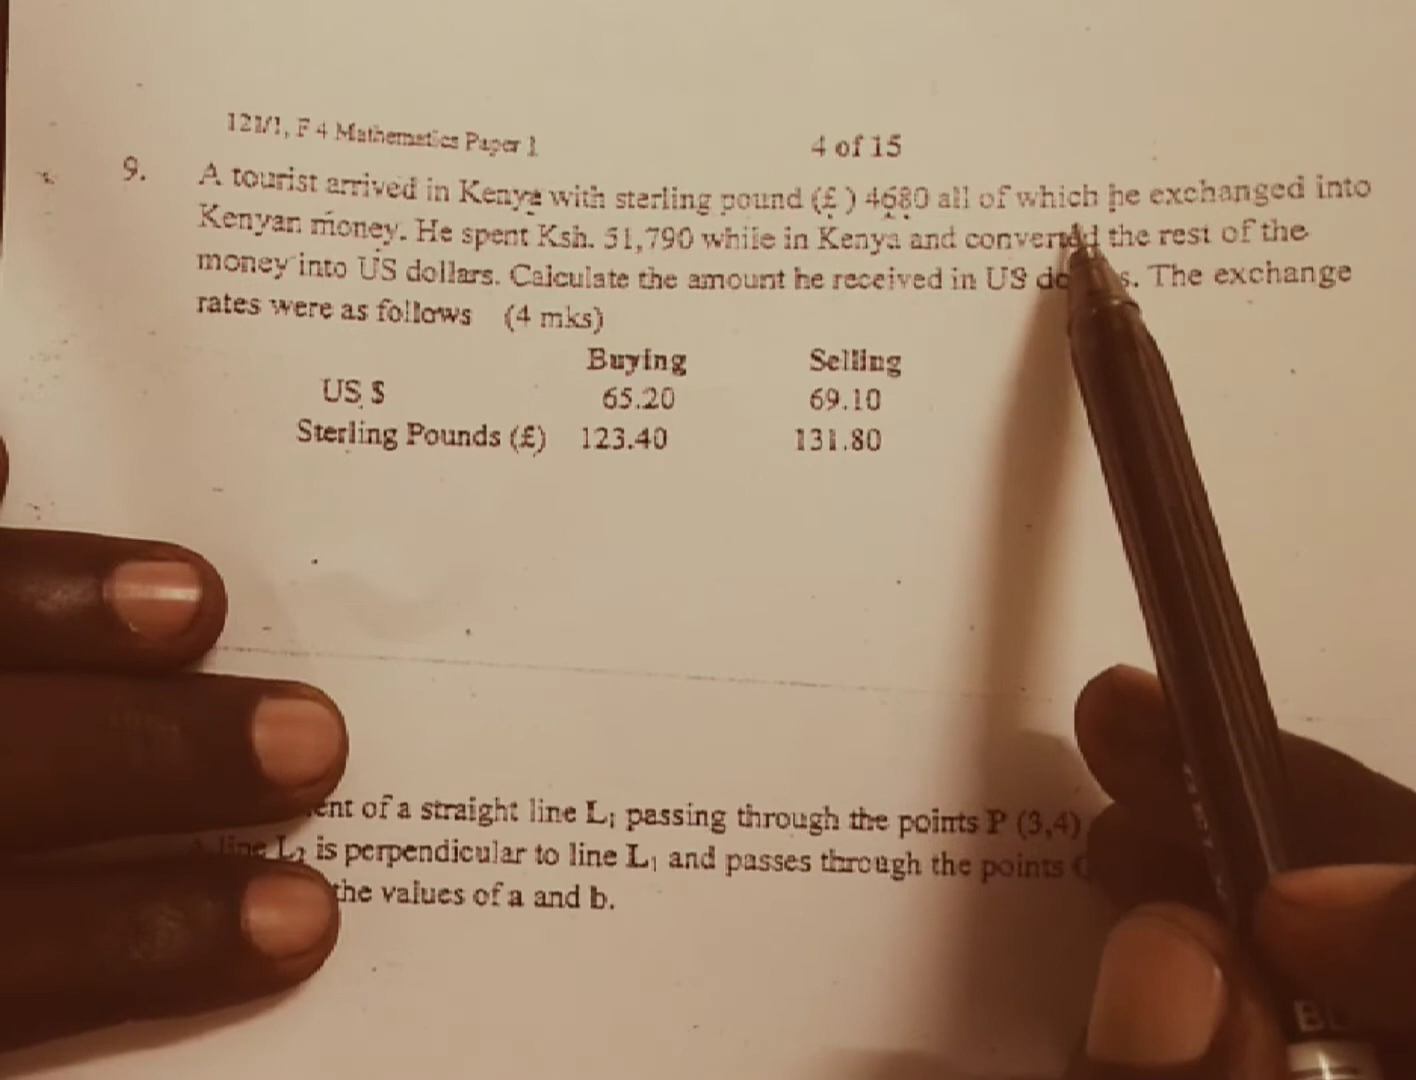 121/1, F 4 Mathematics Paper 1
4 of 15
9. A tourist arrived in Kenya with sterling pound (£ ) 4680 all of which he exchanged into
Kenyan money. He spent Ksh. 51,790 while in Kenya and converted the rest of the
money into US dollars. Calculate the amount he received in US do s. The exchange
rates were as follows (4 mks)
Buying Selling
US $ 65.20 69.10
Sterling Pounds (£) 123.40 131.80
ent of a straight line L₁ passing through the points P (3,4)
line L₂ is perpendicular to line L₁ and passes through the points
the values of a and b.